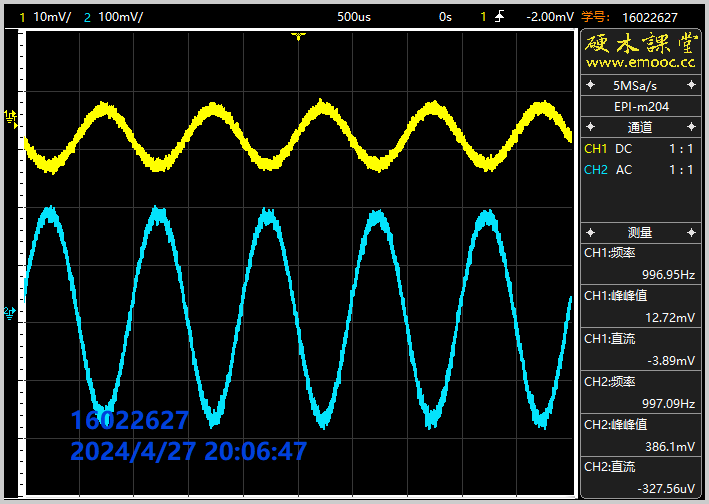 1 10mV/ 2 100mV/ 500us 0s 1 -2.00mV 学号: 16022627
硬木課堂
www.emooc.cc
5MSa/s
EPI-m204
通道
CH1 DC 1 : 1
CH2 AC 1 : 1
测量
CH1:频率
996.95Hz
CH1:峰峰值
12.72mV
CH1:直流
-3.89mV
CH2:频率
997.09Hz
CH2:峰峰值
386.1mV
CH2:直流
-327.56uV
1
2
16022627
2024/4/27 20:06:47